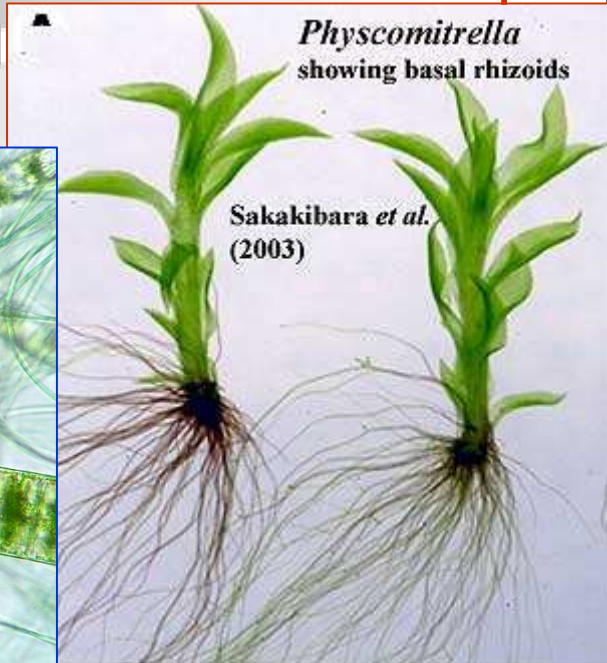 A
Physcomitrella
showing basal rhizoids
Sakakibara et al.
(2003)